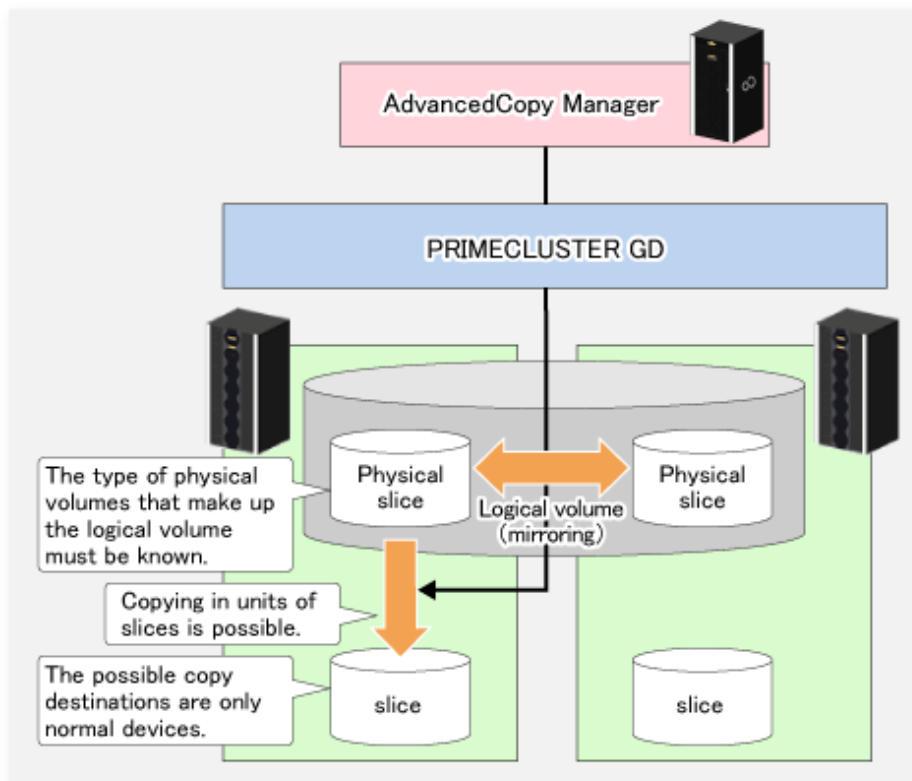 AdvancedCopy Manager
PRIMECLUSTER GD
Physical
slice
Physical
slice
Logical volume
(mirroring)
The type of physical
volumes that make up
the logical volume
must be known.
Copying in units of
slices is possible.
The possible copy
destinations are only
normal devices.
slice
slice